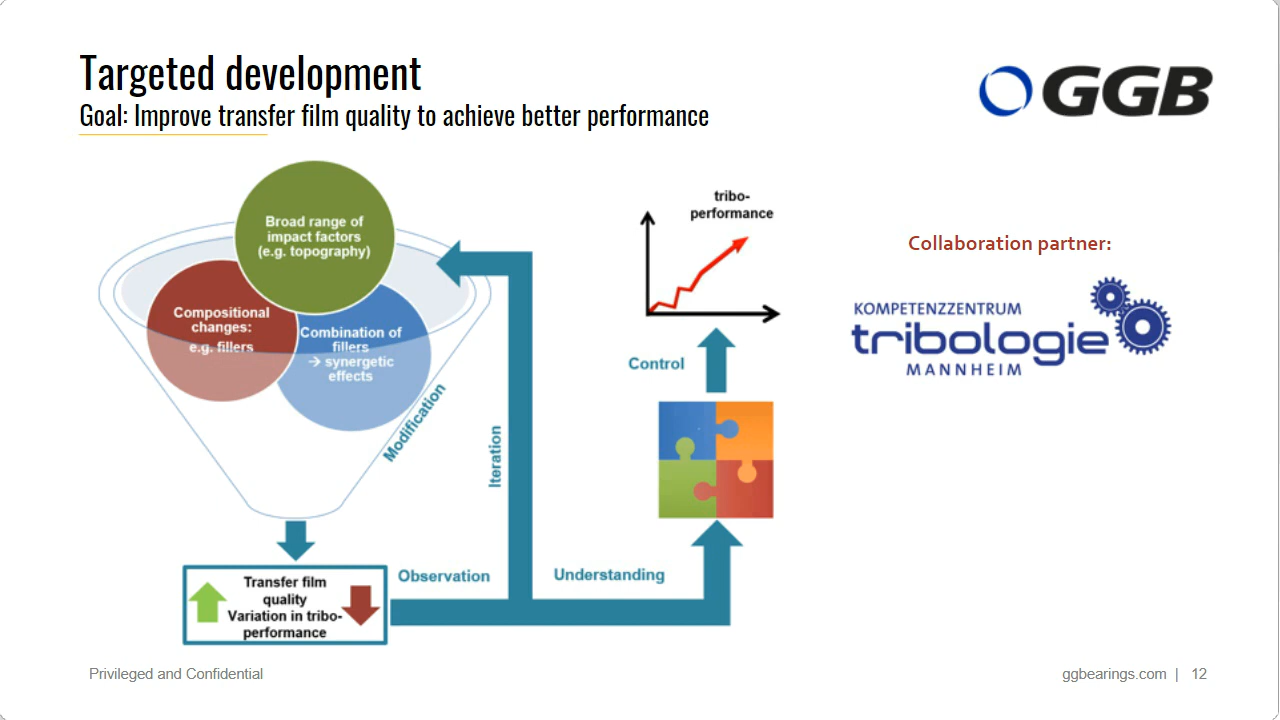 Targeted development
Goal: Improve transfer film quality to achieve better performance
GGB
Broad range of
impact factors
(e.g. topography)
Compositional
changes:
e.g. fillers
Combination of
fillers
→ synergetic
effects
Modification
Iteration
Transfer film
quality
Variation in tribo-
performance
Observation
Understanding
Control
tribo-
performance
Collaboration partner:
KOMPETENZZENTRUM
tribologie
MANNHEIM
Privileged and Confidential
ggbearings.com | 12